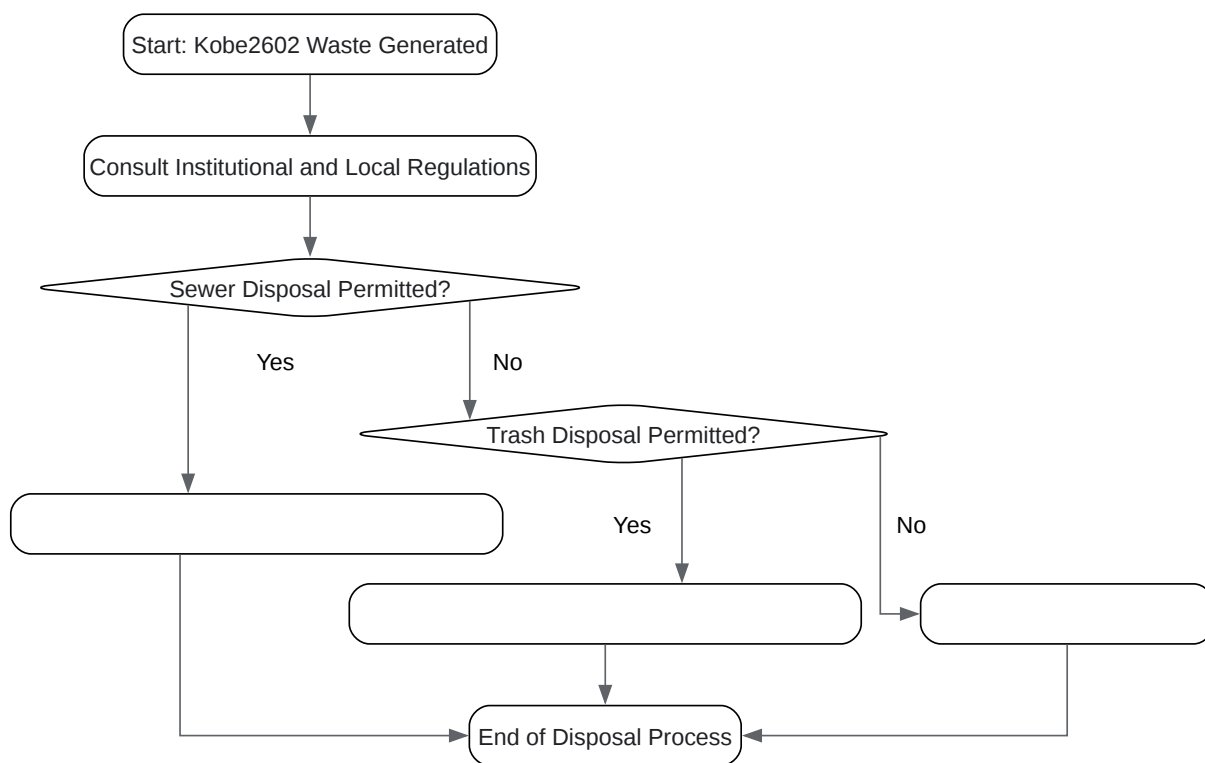 Start: Kobe2602 Waste Generated
Consult Institutional and Local Regulations
Sewer Disposal Permitted?
Yes
No
Trash Disposal Permitted?
Yes
No
End of Disposal Process